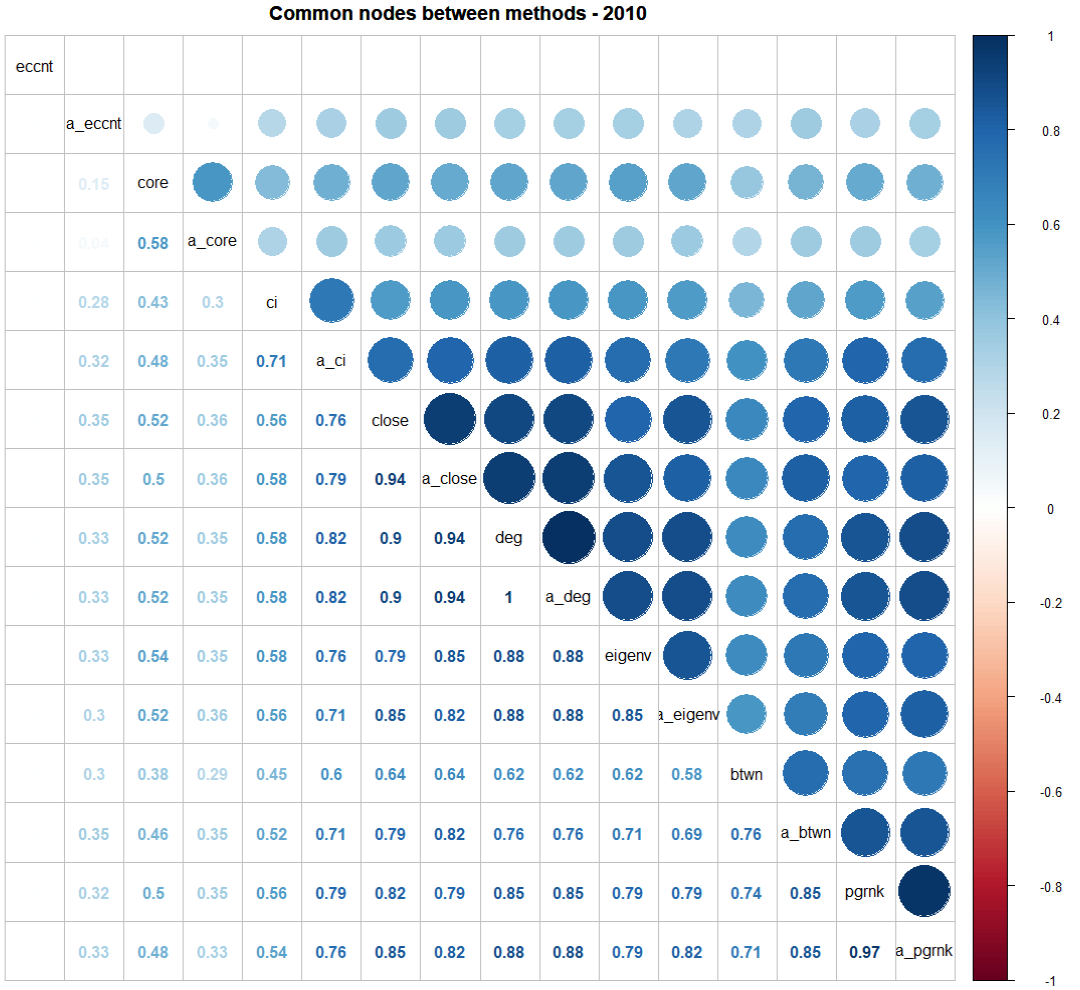 Common nodes between methods - 2010
eccnt
a_eccnt
0.15 core
0.04 0.58 a_core
0.28 0.43 0.3 ci
0.32 0.48 0.35 0.71 a_ci
0.35 0.52 0.36 0.56 0.76 close
0.35 0.5 0.36 0.58 0.79 0.94 a_close
0.33 0.52 0.35 0.58 0.82 0.9 0.94 deg
0.33 0.52 0.35 0.58 0.82 0.9 0.94 1 a_deg
0.33 0.54 0.35 0.58 0.76 0.79 0.85 0.88 0.88 eigenv
0.3 0.52 0.36 0.56 0.71 0.85 0.82 0.88 0.88 0.85 a_eigenv
0.3 0.38 0.29 0.45 0.6 0.64 0.64 0.62 0.62 0.62 0.58 btwn
0.35 0.46 0.35 0.52 0.71 0.79 0.82 0.76 0.76 0.71 0.69 0.76 a_btwn
0.32 0.5 0.35 0.56 0.79 0.82 0.79 0.85 0.85 0.79 0.79 0.74 0.85 pgrnk
0.33 0.48 0.33 0.54 0.76 0.85 0.82 0.88 0.88 0.79 0.82 0.71 0.85 0.97 a_pgrnk
1
0.8
0.6
0.4
0.2
0
-0.2
-0.4
-0.6
-0.8
-1